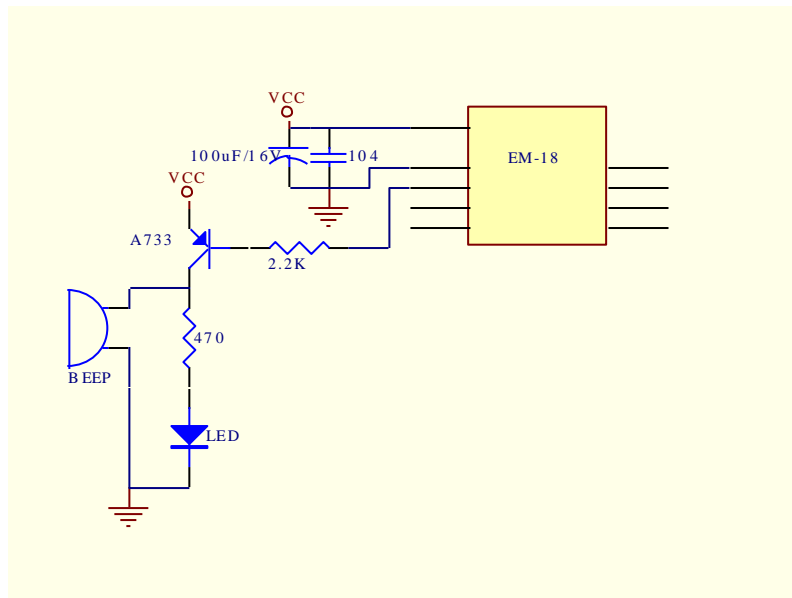 VCC
100uF/16V
104
EM-18
VCC
A733
2.2K
470
BEEP
LED